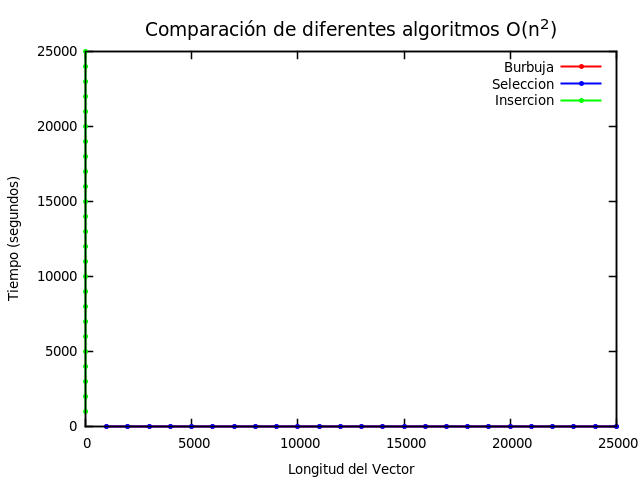 Comparación de diferentes algoritmos O(n²)
25000
20000
15000
10000
5000
0
Tiempo (segundos)
Burbuja
Seleccion
Insercion
0 5000 10000 15000 20000 25000
Longitud del Vector